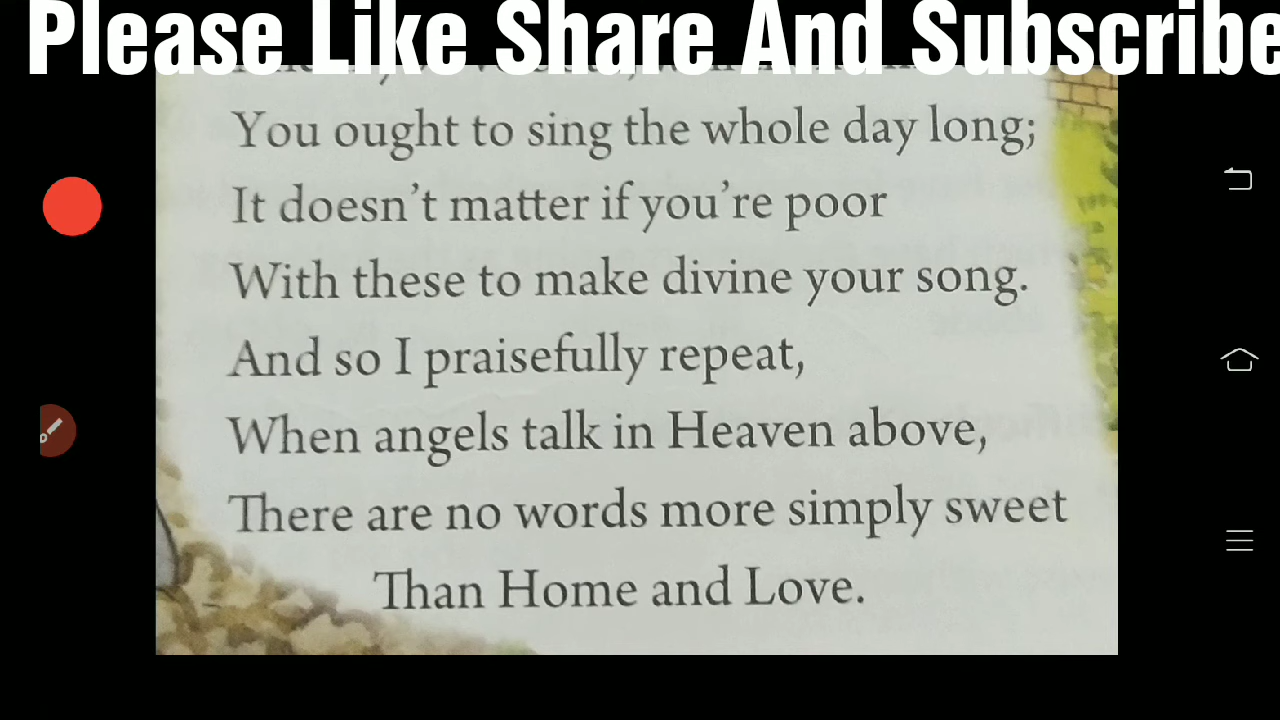 Please Like Share And Subscribe
You ought to sing the whole day long;
It doesn't matter if you're poor
With these to make divine your song.
And so I praisefully repeat,
When angels talk in Heaven above,
There are no words more simply sweet
Than Home and Love.